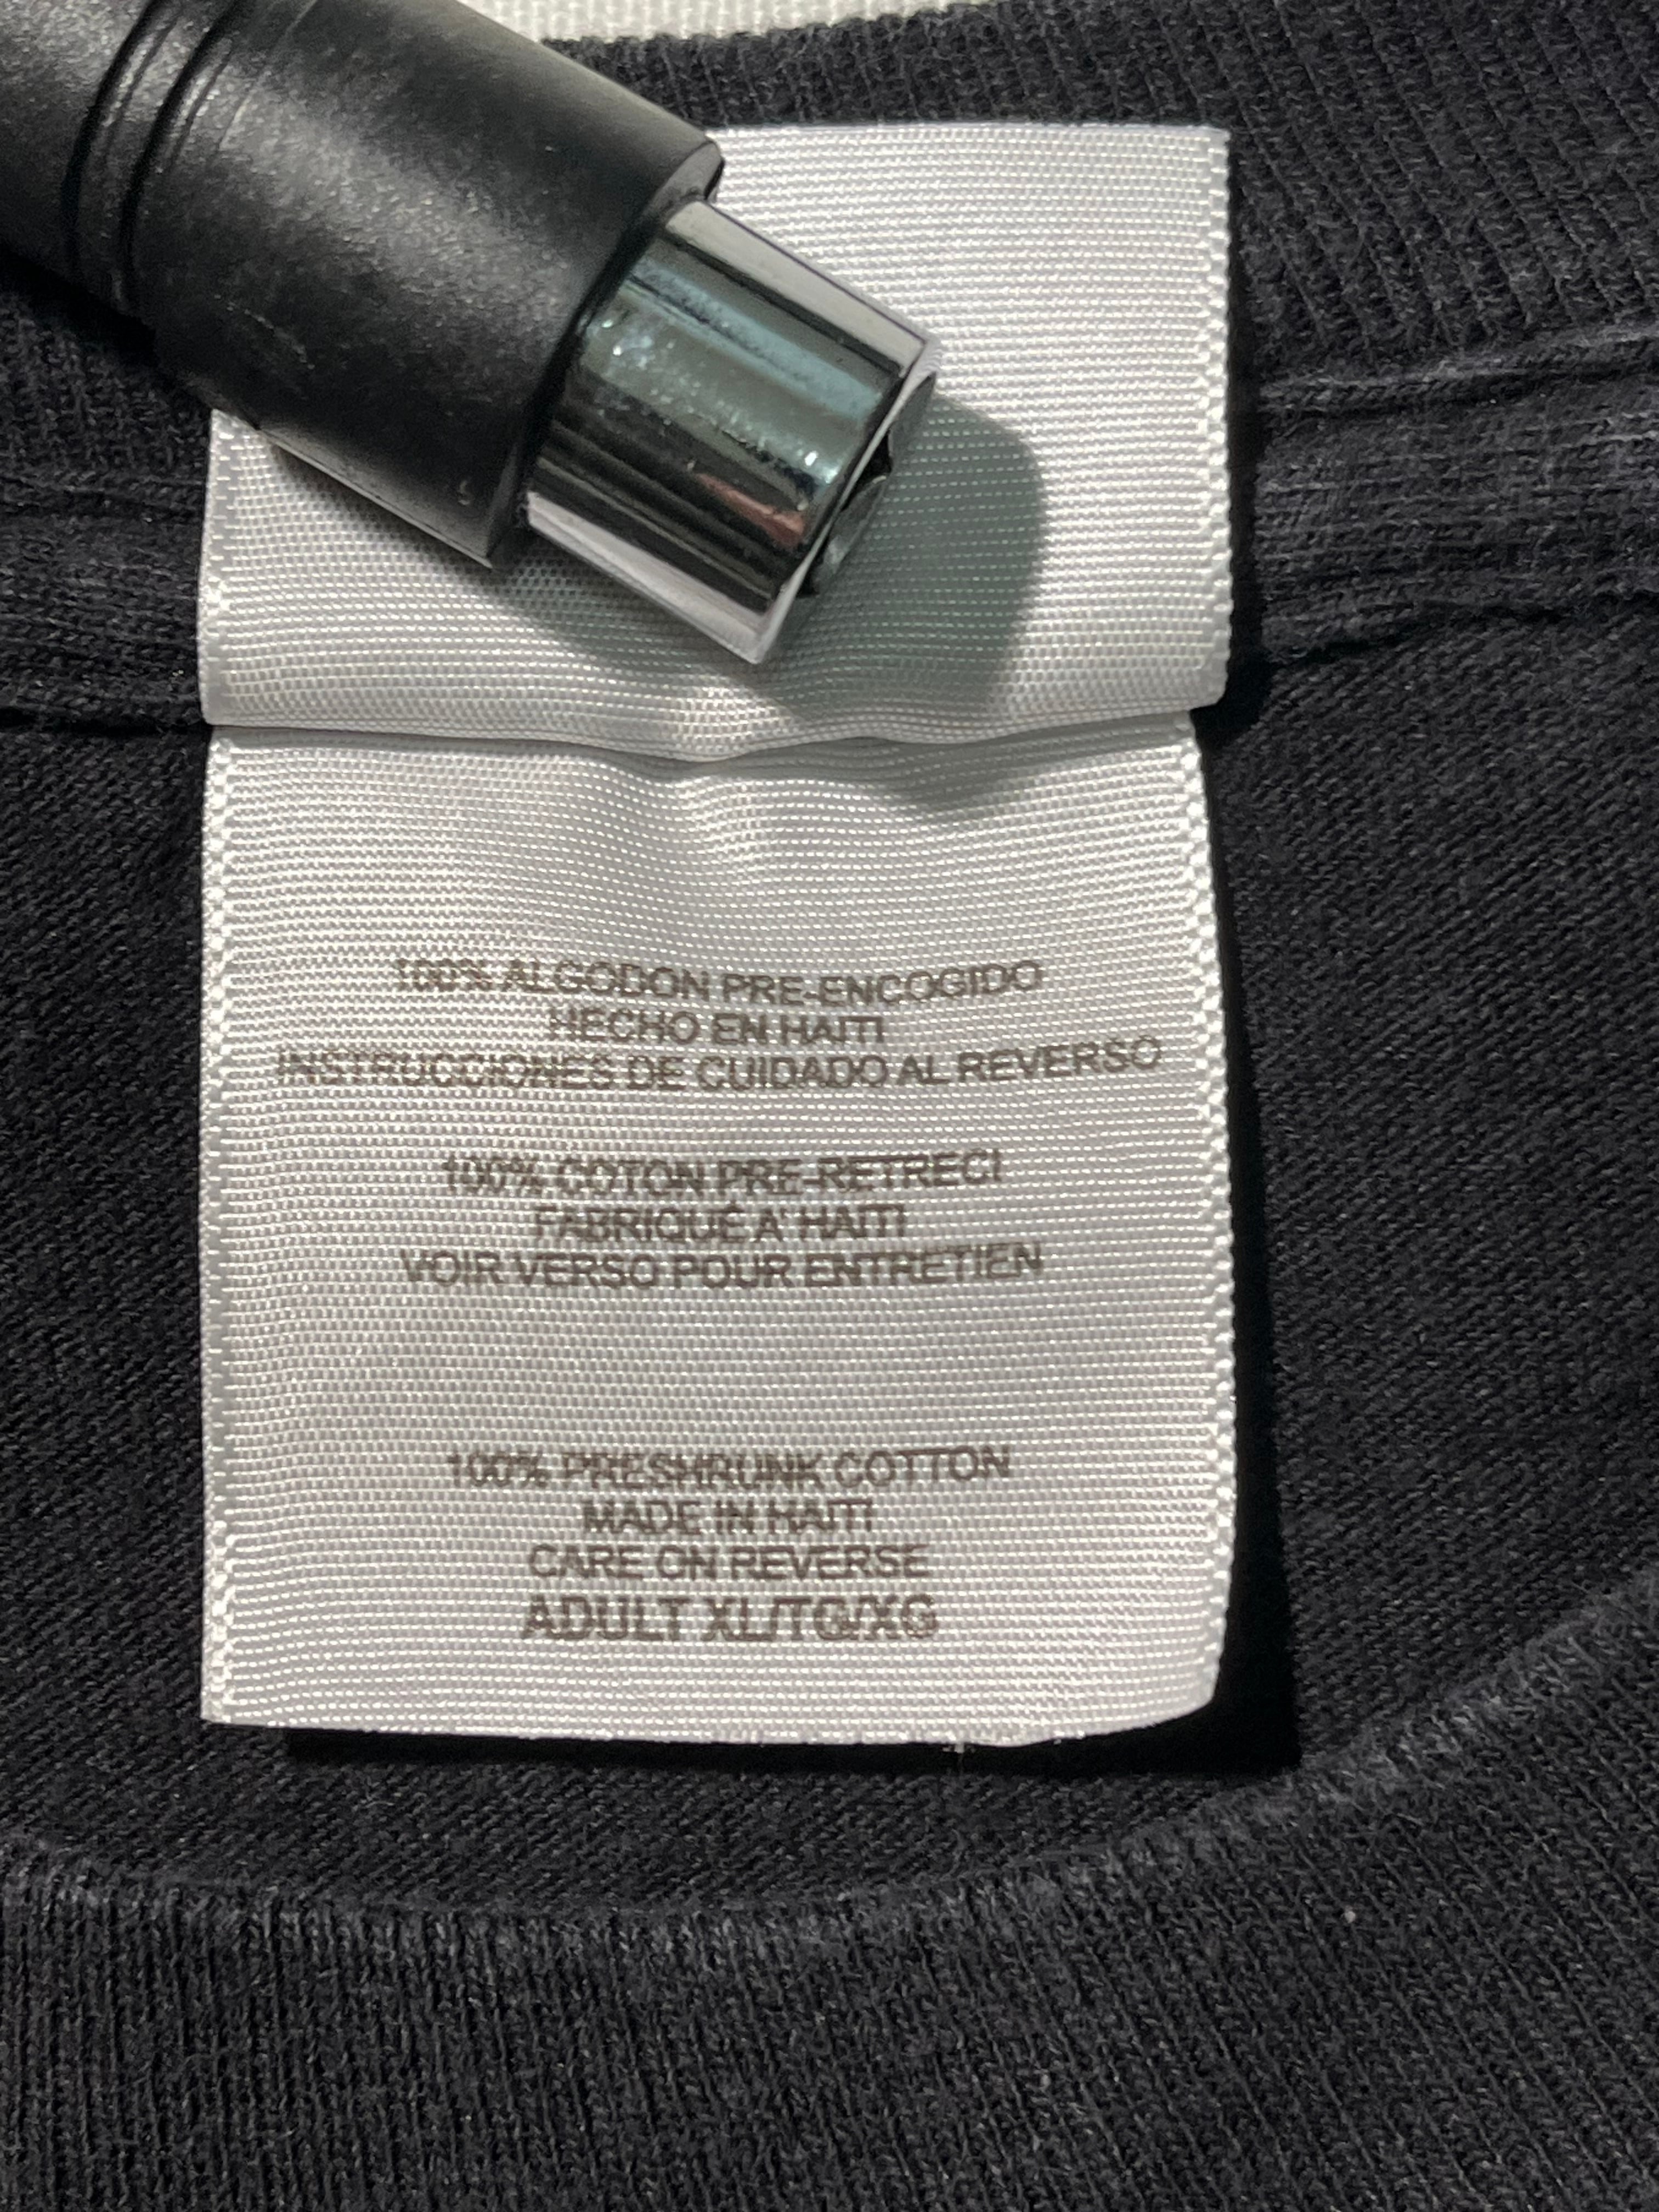 100% ALGODON PRE-ENCOGIDO
HECHO EN HAITI
INSTRUCCIONES DE CUIDADO AL REVERSO
100% COTON PRE-RETRECI
FABRIQUÉ A' HAITI
VOIR VERSO POUR ENTRETIEN
100% PRESHRUNK COTTON
MADE IN HAITI
CARE ON REVERSE
ADULT XL/TG/XG